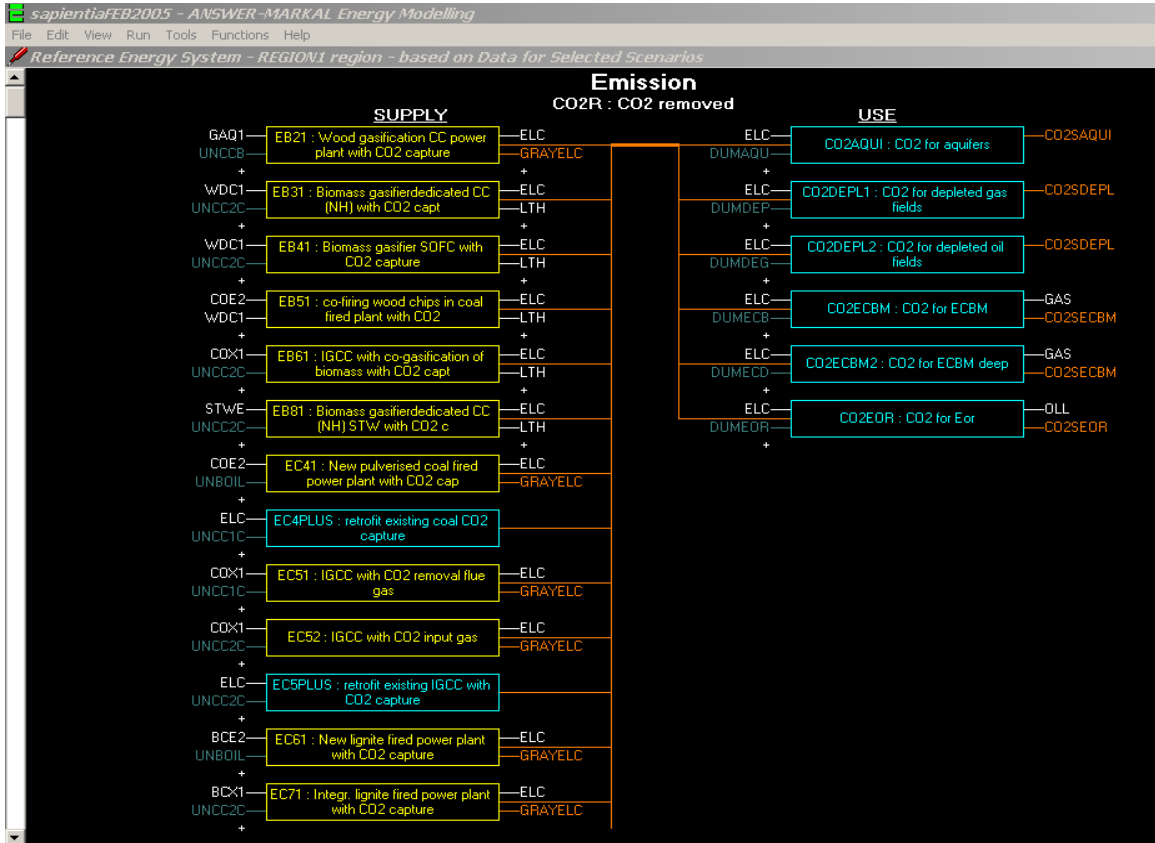 sapientiaFEB2005 - ANSWER-MARKAL Energy Modelling
File Edit View Run Tools Functions Help
Reference Energy System - REGION1 region - based on Data for Selected Scenarios
Emission
CO2R : CO2 removed
SUPPLY
USE
GAQ1
UNCCB
+
EB21 : Wood gasification CC power
plant with CO2 capture
ELC
GRAYELC
+
WDC1
UNCC2C
+
EB31 : Biomass gasifierdedicated CC
(NH) with CO2 capt
ELC
LTH
+
WDC1
UNCC2C
+
EB41 : Biomass gasifier SOFC with
CO2 capture
ELC
LTH
+
COE2
WDC1
+
EB51 : co-firing wood chips in coal
fired plant with CO2
ELC
LTH
+
COX1
UNCC2C
+
EB61 : IGCC with co-gasification of
biomass with CO2 capt
ELC
LTH
+
STWE
UNCC2C
+
EB81 : Biomass gasifierdedicated CC
(NH) STW with CO2 c
ELC
LTH
+
COE2
UNBOIL
+
EC41 : New pulverised coal fired
power plant with CO2 cap
ELC
GRAYELC
ELC
UNCC1C
+
EC4PLUS : retrofit existing coal CO2
capture
COX1
UNCC1C
+
EC51 : IGCC with CO2 removal flue
gas
ELC
GRAYELC
COX1
UNCC2C
+
EC52 : IGCC with CO2 input gas
ELC
GRAYELC
ELC
UNCC2C
+
EC5PLUS : retrofit existing IGCC with
CO2 capture
BCE2
UNBOIL
+
EC61 : New lignite fired power plant
with CO2 capture
ELC
GRAYELC
BCX1
UNCC2C
+
EC71 : Integr. lignite fired power plant
with CO2 capture
ELC
GRAYELC
ELC
DUMAQU
+
CO2AQUI : CO2 for aquifers
CO2SAQUI
ELC
DUMDEP
+
CO2DEPL1 : CO2 for depleted gas
fields
CO2SDEPL
ELC
DUMDEG
+
CO2DEPL2 : CO2 for depleted oil
fields
CO2SDEPL
ELC
DUMECB
+
CO2ECBM : CO2 for ECBM
GAS
CO2SECBM
ELC
DUMECD
+
CO2ECBM2 : CO2 for ECBM deep
GAS
CO2SECBM
ELC
DUMEOR
+
CO2EOR : CO2 for Eor
OLL
CO2SEOR